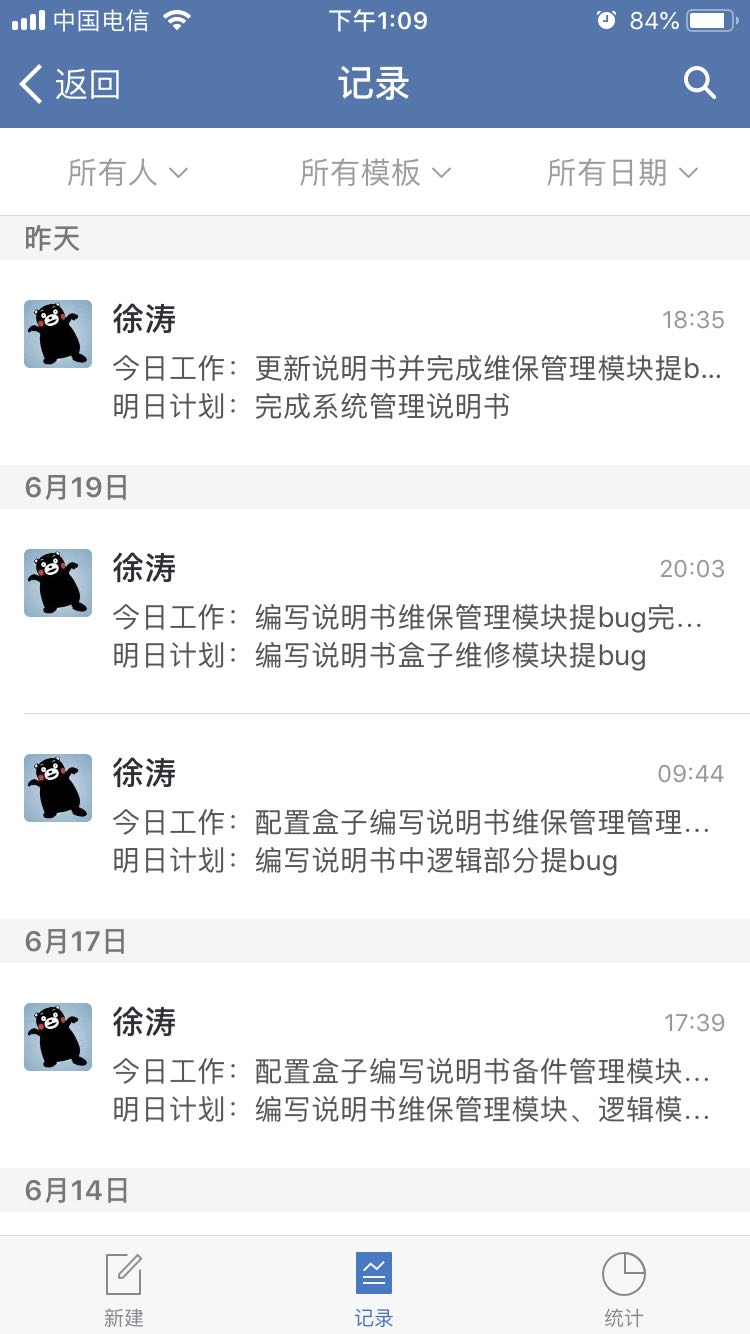 中国电信 下午1:09 84%
返回 记录
所有人 所有模板 所有日期
昨天
徐涛 18:35
今日工作：更新说明书并完成维保管理模块提b...
明日计划：完成系统管理说明书
6月19日
徐涛 20:03
今日工作：编写说明书维保管理模块提bug完...
明日计划：编写说明书盒子维修模块提bug
徐涛 09:44
今日工作：配置盒子编写说明书维保管理管理...
明日计划：编写说明书中逻辑部分提bug
6月17日
徐涛 17:39
今日工作：配置盒子编写说明书备件管理模块...
明日计划：编写说明书维保管理模块、逻辑模...
6月14日
新建 记录 统计